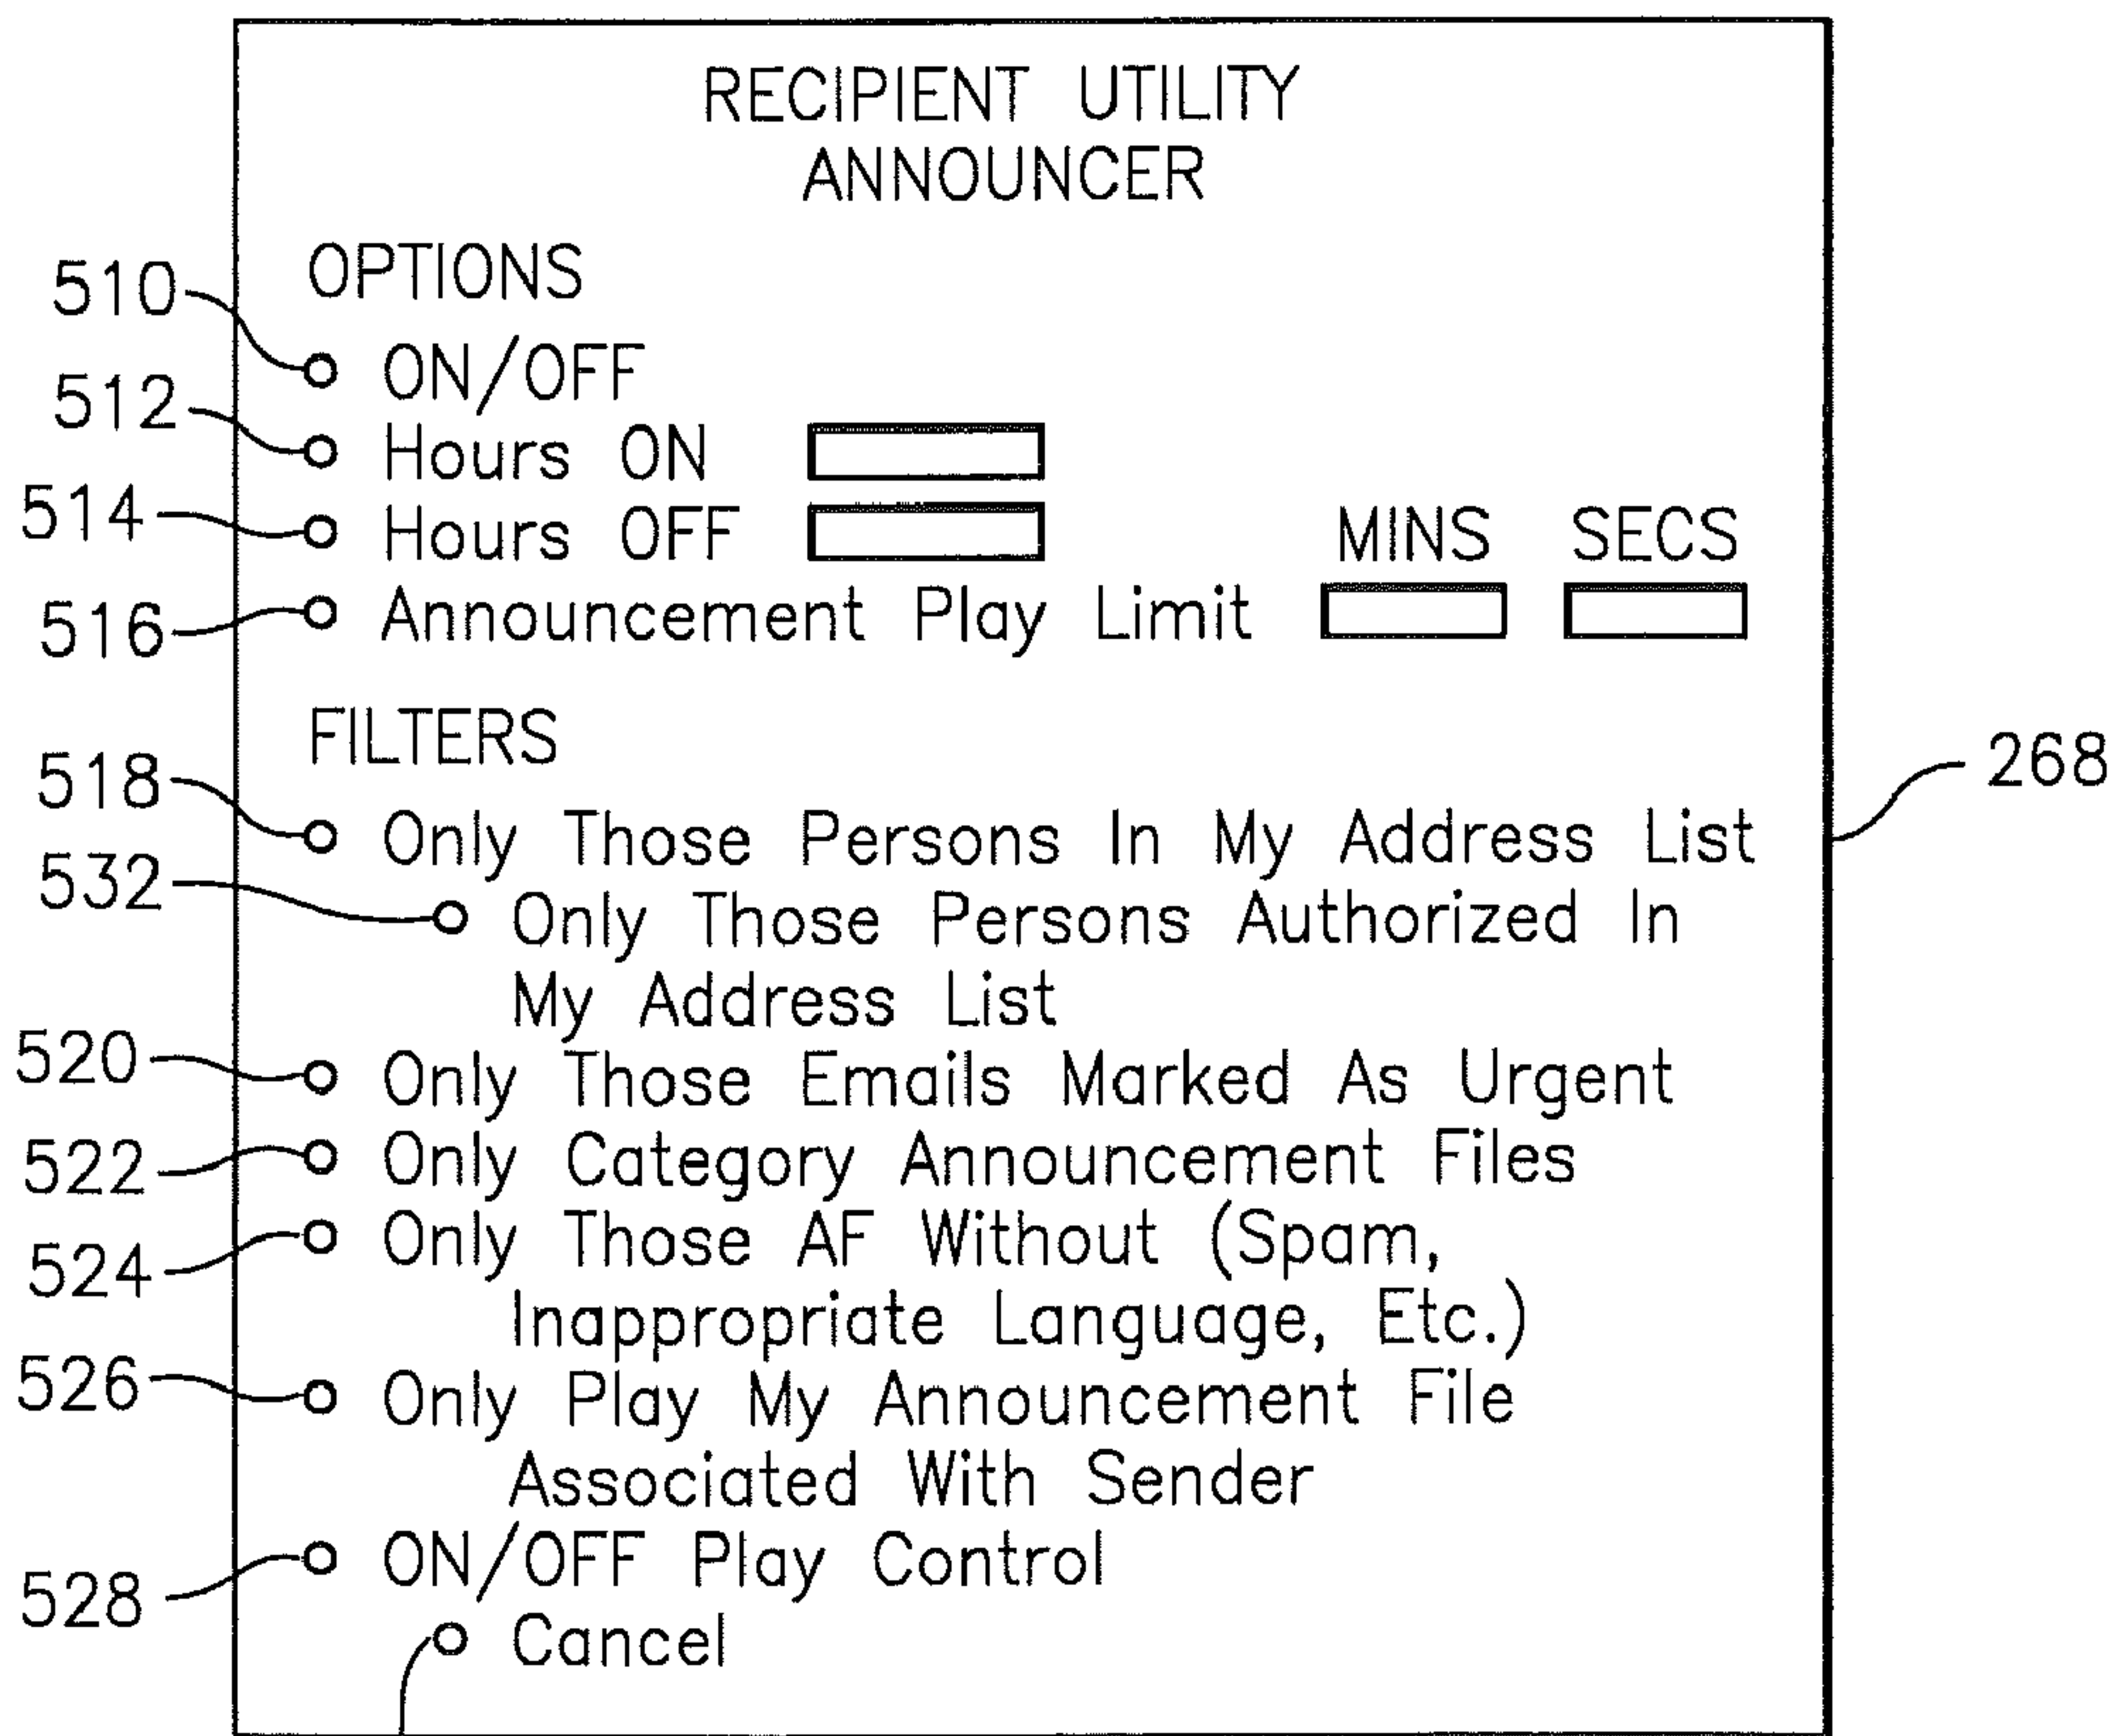 RECIPIENT UTILITY
ANNOUNCER
OPTIONS
510
ON/OFF
512
Hours ON
514
Hours OFF MINS SECS
516
Announcement Play Limit
FILTERS
518
268
Only Those Persons In My Address List
532
Only Those Persons Authorized In
My Address List
520
Only Those Emails Marked As Urgent
522
Only Category Announcement Files
524
Only Those AF Without (Spam,
Inappropriate Language, Etc.)
526
Only Play My Announcement File
Associated With Sender
528
ON/OFF Play Control
Cancel